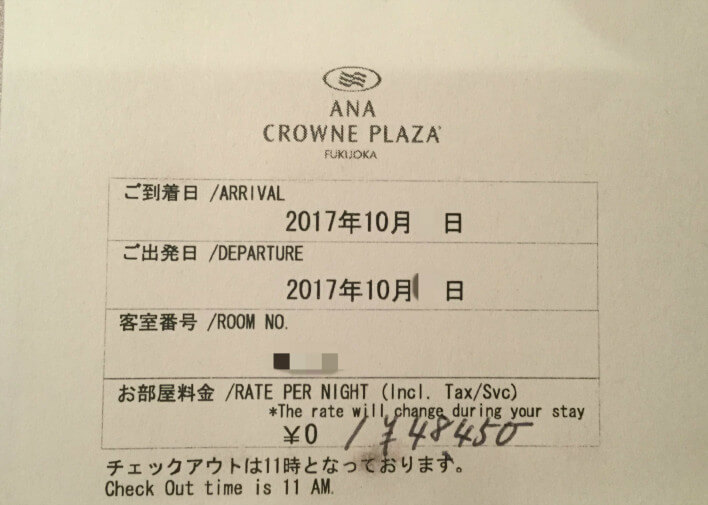 ANA
CROWNE PLAZA
FUKUOKA
ご到着日 /ARRIVAL
2017年10月 日
ご出発日 /DEPARTURE
2017年10月 日
客室番号 /ROOM NO.
お部屋料金 /RATE PER NIGHT (Incl. Tax/Svc)
*The rate will change during your stay
¥0 / ¥48450
チェックアウトは11時となっております。
Check Out time is 11 AM.